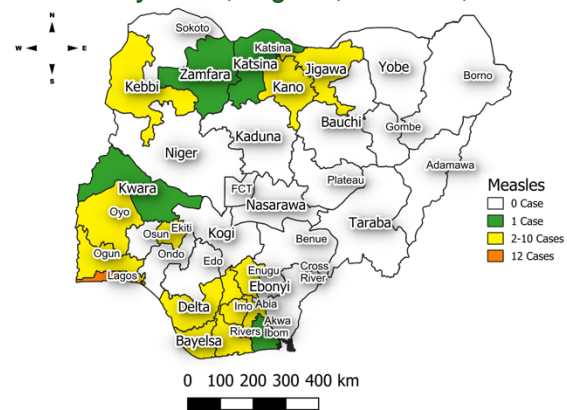 N
W
E
S
Sokoto
Katsina
Katsina
Zamfara
Kebbi
Kano
Jigawa
Yobe
Borno
Bauchi
Gombe
Kaduna
Niger
Adamawa
Plateau
FCT
Nasarawa
Kwara
Oyo
Taraba
Kogi
Osun
Ekiti
Benue
Ogun
Ondo
Edo
Lagos
Enugu
Cross
River
Ebonyi
Delta
Imo
Abia
Akwa
Ibom
Rivers
Bayelsa
Measles
0 Case
1 Case
2-10 Cases
12 Cases
0 100 200 300 400 km